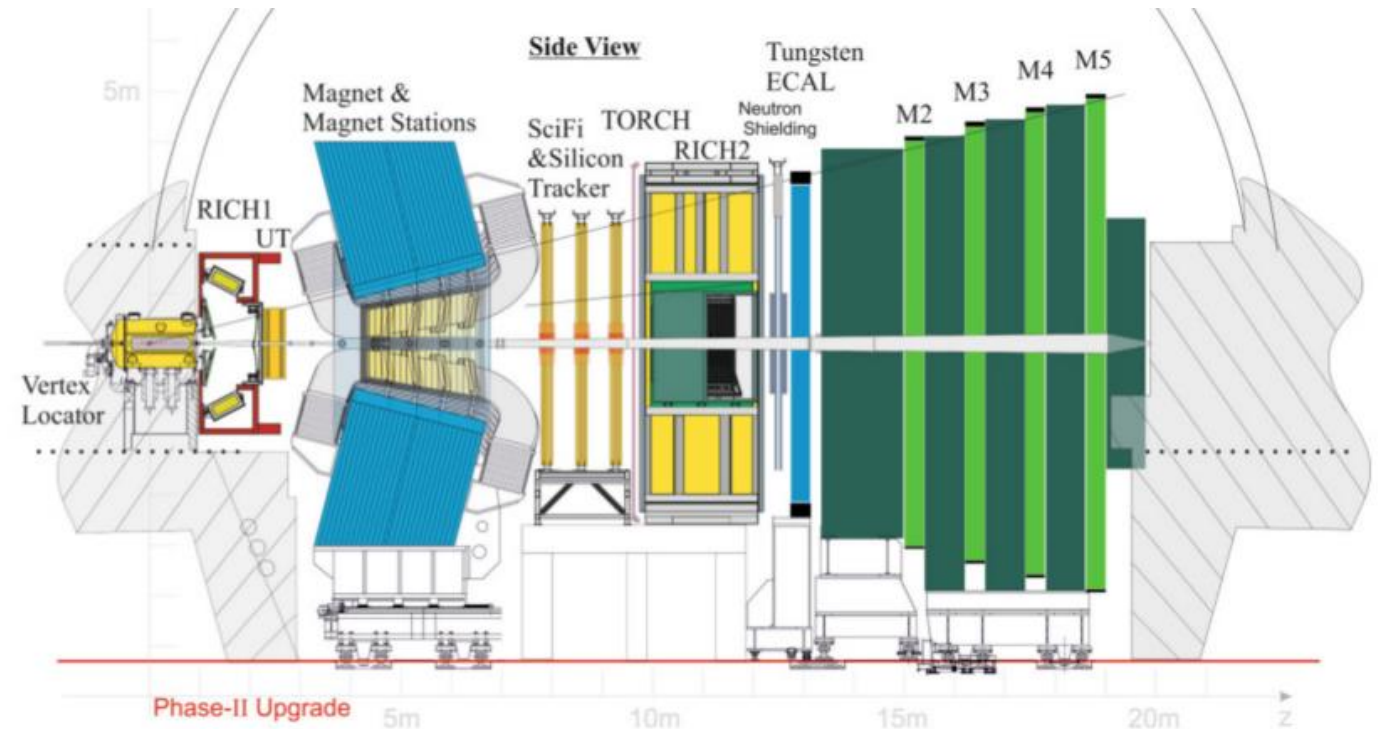 Side View
5m
Magnet &
Magnet Stations
SciFi
&Silicon
Tracker
TORCH
RICH2
Tungsten
ECAL
Neutron
Shielding
M2
M3
M4
M5
RICH1
UT
Vertex
Locator
Phase-II Upgrade
5m
10m
15m
20m
z